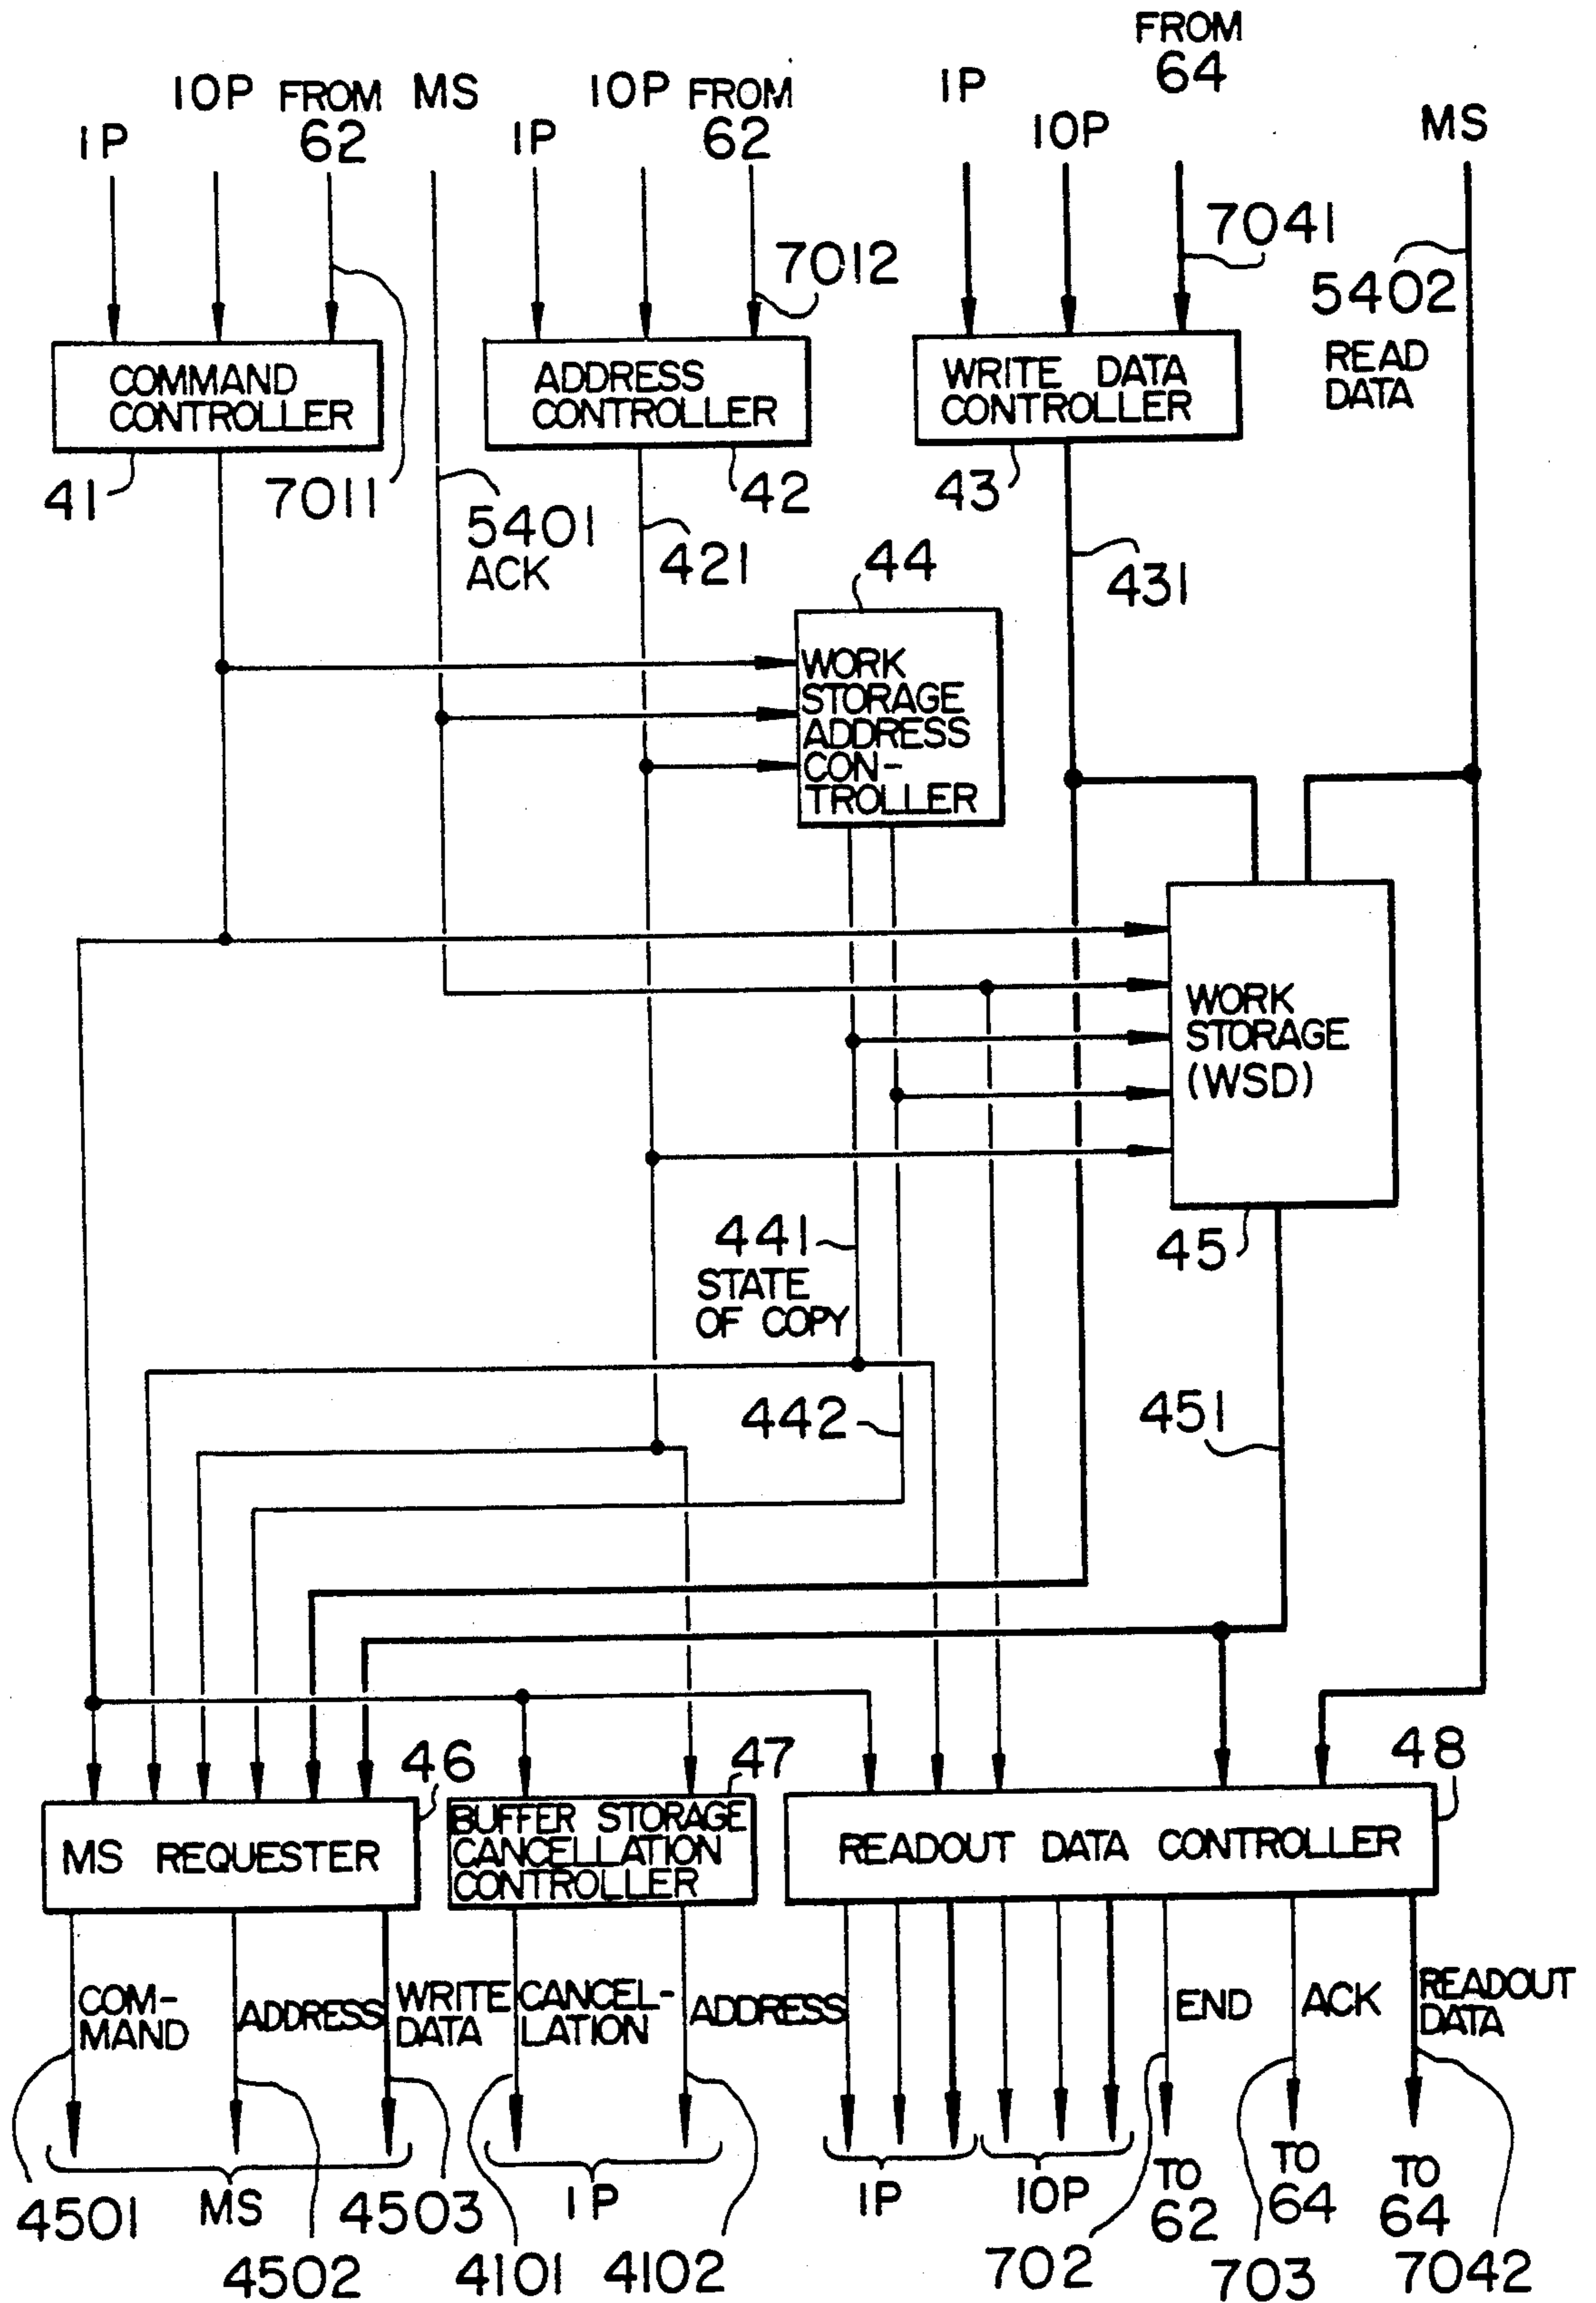 FROM
64
IP
IOP
MS
IOP
FROM
62
MS
IOP
FROM
62
IP
IP
7041
7012
5402
READ
DATA
COMMAND
CONTROLLER
ADDRESS
CONTROLLER
WRITE DATA
CONTROLLER
41
7011
5401
ACK
421
42
43
431
44
WORK
STORAGE
ADDRESS
CON-
TROLLER
WORK
STORAGE
(WSD)
45
441
STATE
OF COPY
442
451
46
47
48
MS REQUESTER
BUFFER STORAGE
CANCELLATION
CONTROLLER
READOUT DATA CONTROLLER
COM-
MAND
ADDRESS
WRITE
DATA
CANCEL-
LATION
ADDRESS
END
ACK
READOUT
DATA
4501
MS
4502
4503
4101
IP
4102
IP
IOP
702
TO
62
703
TO
64
TO
64
7042